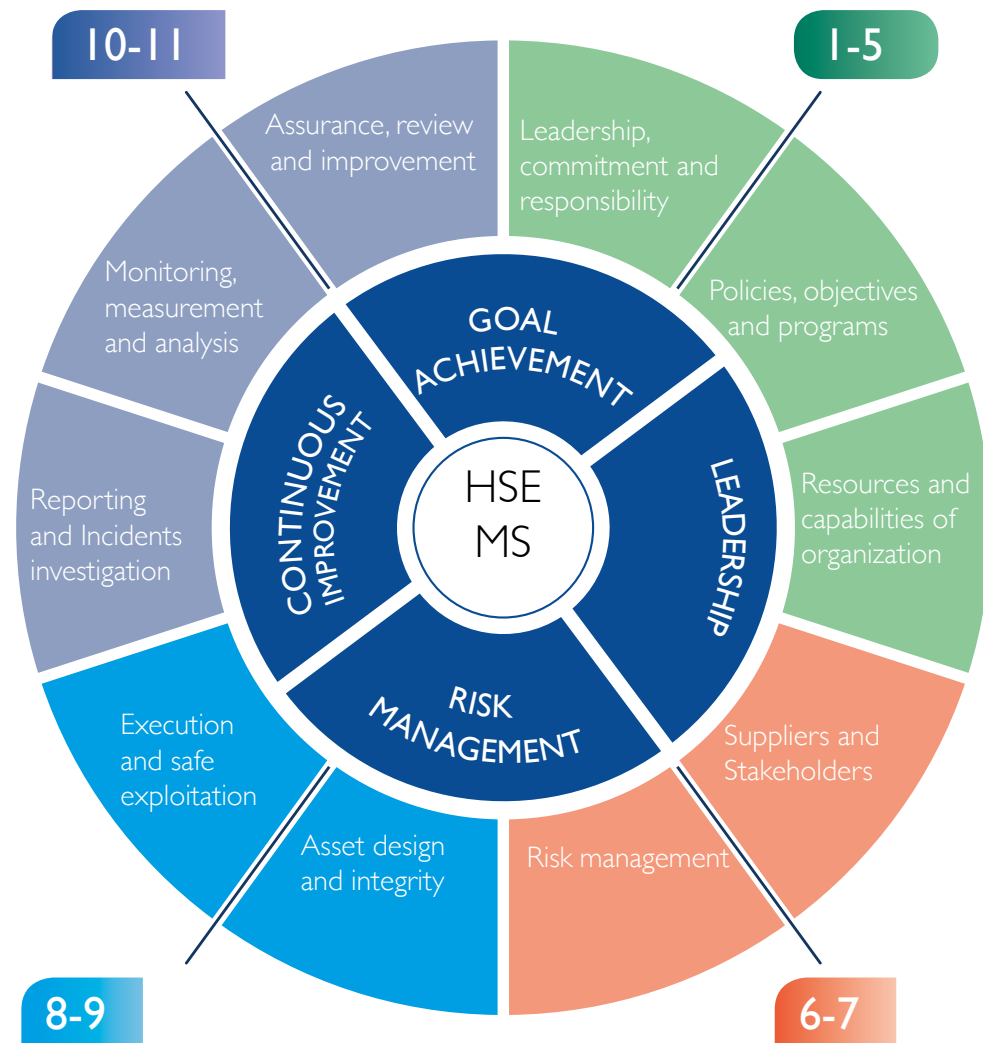 10-11
1-5
Assurance, review
and improvement
Leadership,
commitment and
responsibility
Policies, objectives
and programs
Resources and
capabilities of
organization
Suppliers and
Stakeholders
Risk management
Asset design
and integrity
Execution
and safe
exploitation
Reporting
and Incidents
investigation
Monitoring,
measurement
and analysis
GOAL
ACHIEVEMENT
LEADERSHIP
RISK
MANAGEMENT
CONTINUOUS
IMPROVEMENT
HSE
MS
8-9
6-7